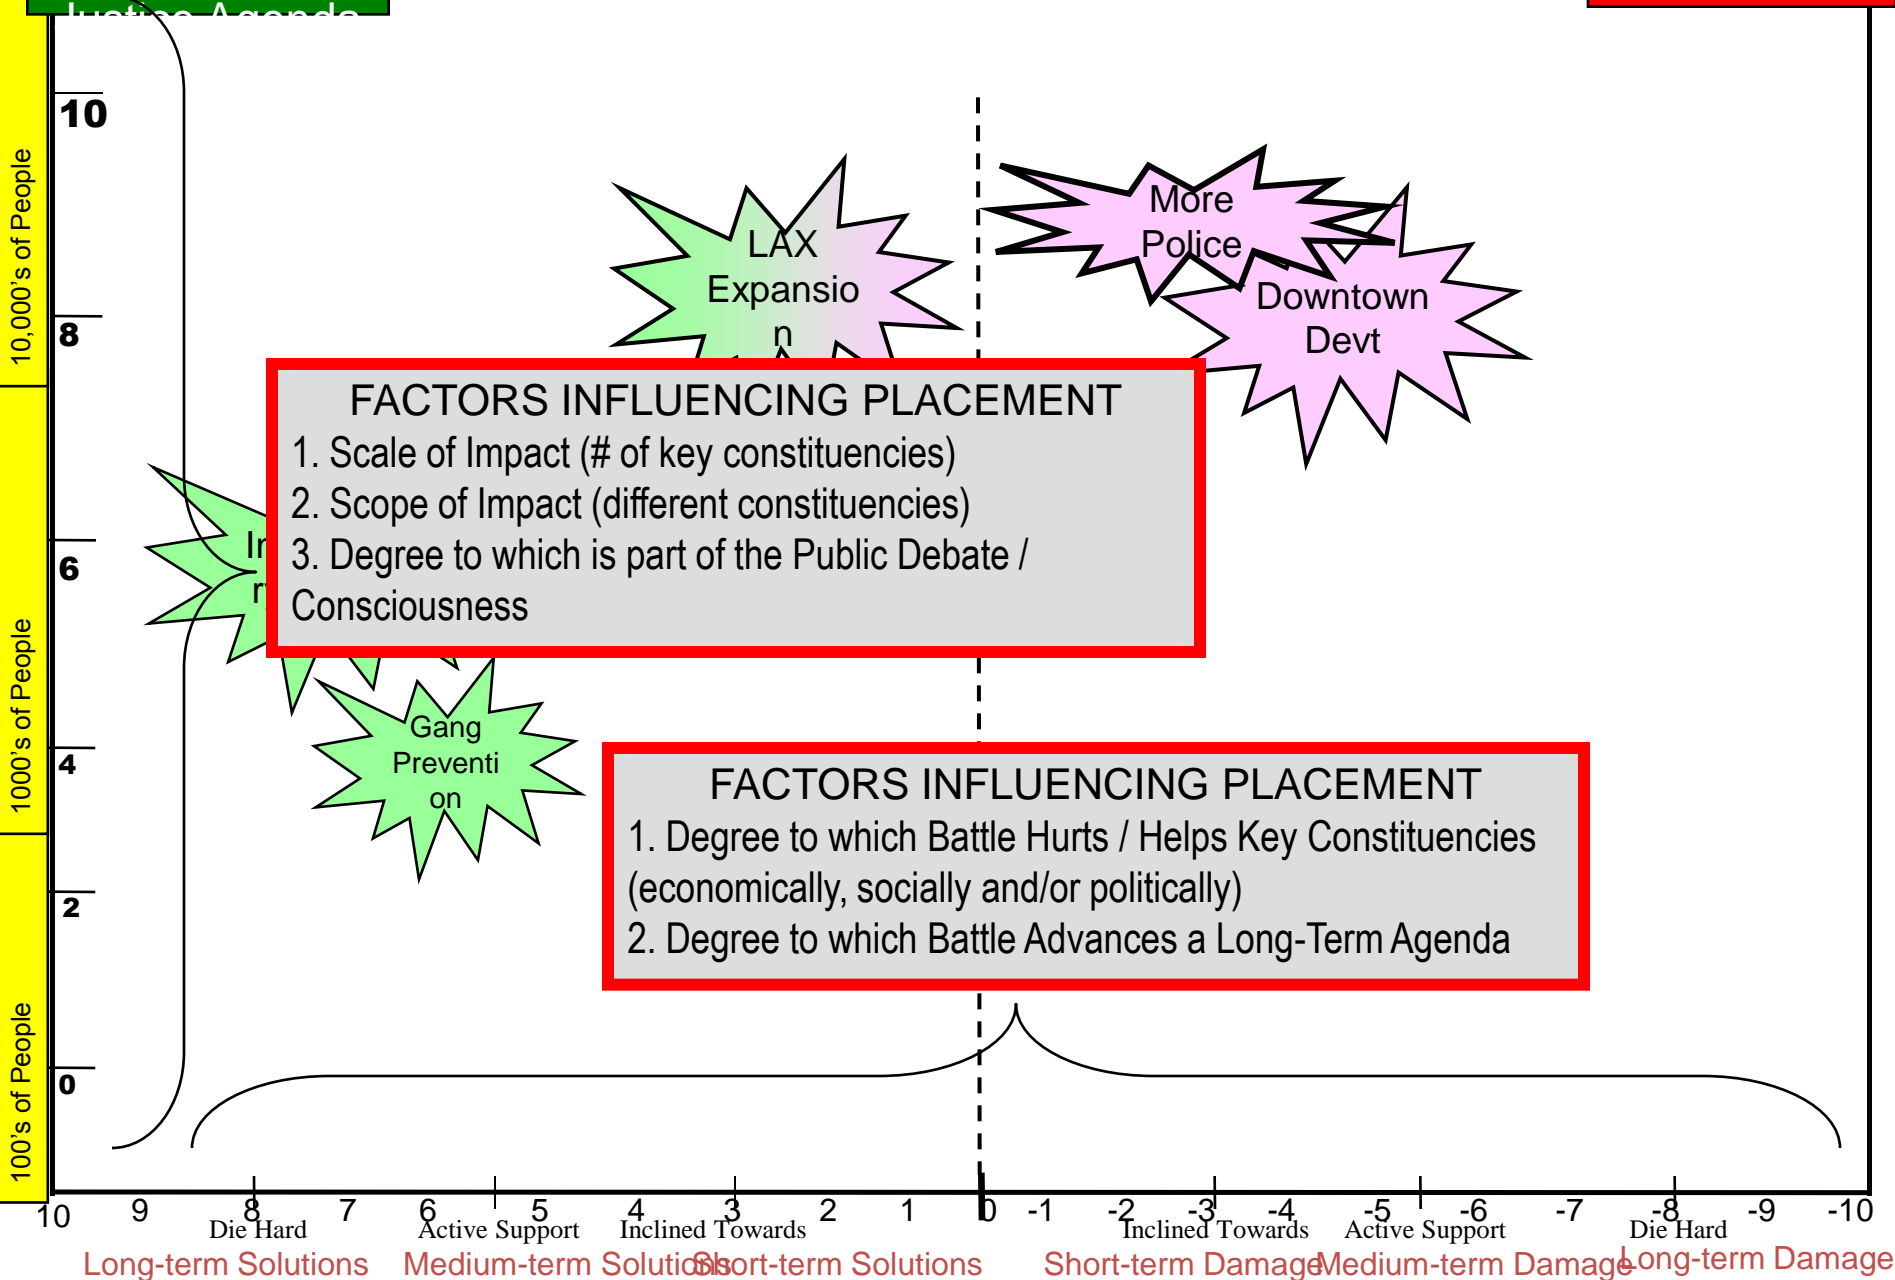 Justice Agenda
10
10,000's of People
More
Police
LAX
Expansio
n
Downtown
Devt
8
FACTORS INFLUENCING PLACEMENT
1. Scale of Impact (# of key constituencies)
2. Scope of Impact (different constituencies)
3. Degree to which is part of the Public Debate /
Consciousness
6
1000's of People
Gang
Preventi
on
4
FACTORS INFLUENCING PLACEMENT
1. Degree to which Battle Hurts / Helps Key Constituencies
(economically, socially and/or politically)
2. Degree to which Battle Advances a Long-Term Agenda
2
0
100's of People
10 9 8 7 6 5 4 3 2 1 0 -1 -2 -3 -4 -5 -6 -7 -8 -9 -10
Die Hard Active Support Inclined Towards Inclined Towards Active Support Die Hard
Long-term Solutions Medium-term Solutions Short-term Solutions Short-term Damage Medium-term Damage Long-term Damage